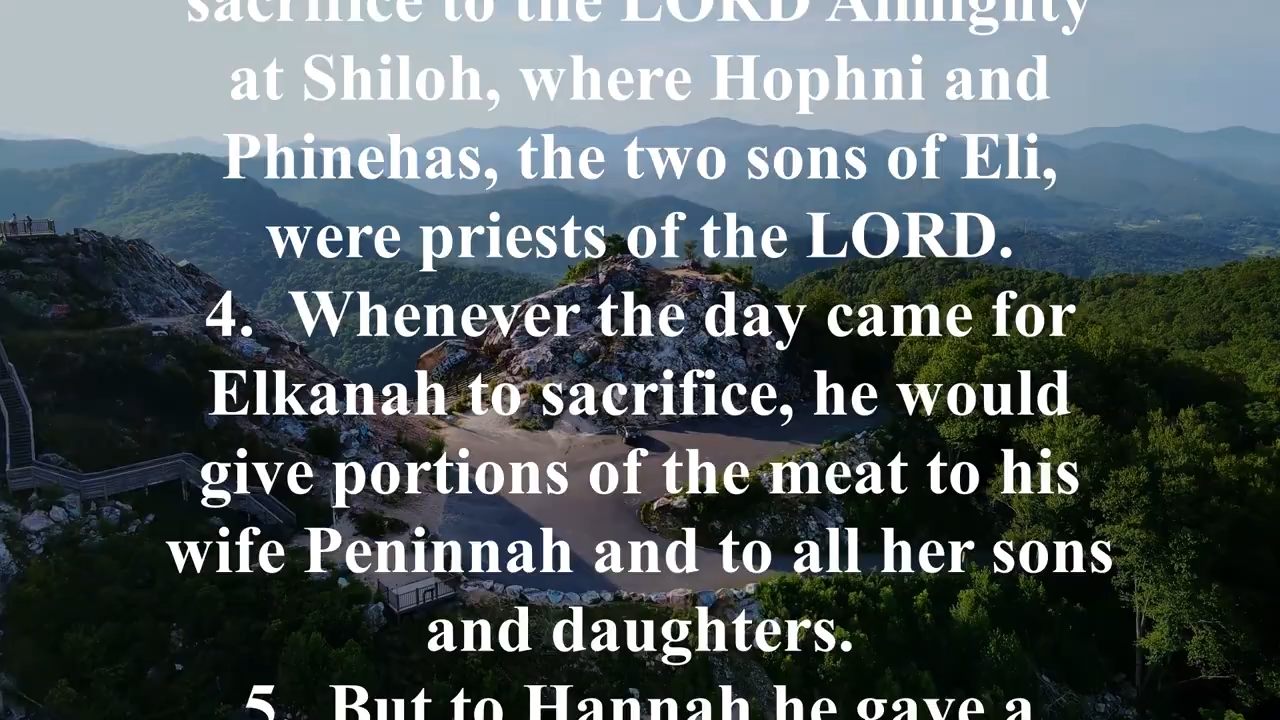 sacrifice to the LORD Almighty
at Shiloh, where Hophni and
Phinehas, the two sons of Eli,
were priests of the LORD.
4. Whenever the day came for
Elkanah to sacrifice, he would
give portions of the meat to his
wife Peninnah and to all her sons
and daughters.
5. But to Hannah he gave a